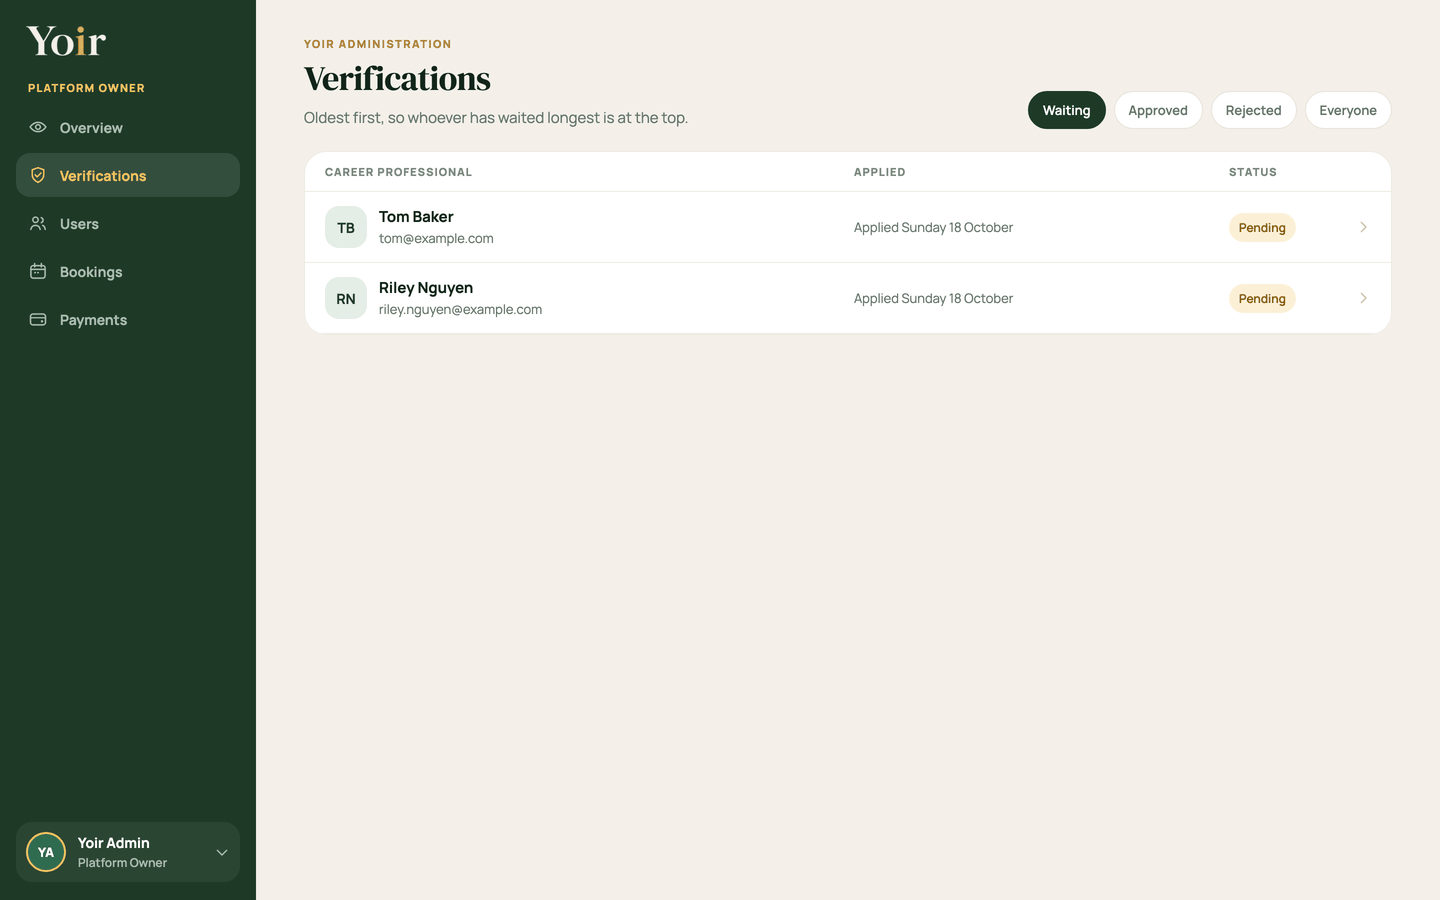 Yoir
PLATFORM OWNER
Overview
Verifications
Users
Bookings
Payments
YA
Yoir Admin
Platform Owner
YOIR ADMINISTRATION
Verifications
Oldest first, so whoever has waited longest is at the top.
Waiting
Approved
Rejected
Everyone
CAREER PROFESSIONAL
APPLIED
STATUS
TB
Tom Baker
tom@example.com
Applied Sunday 18 October
Pending
RN
Riley Nguyen
riley.nguyen@example.com
Applied Sunday 18 October
Pending